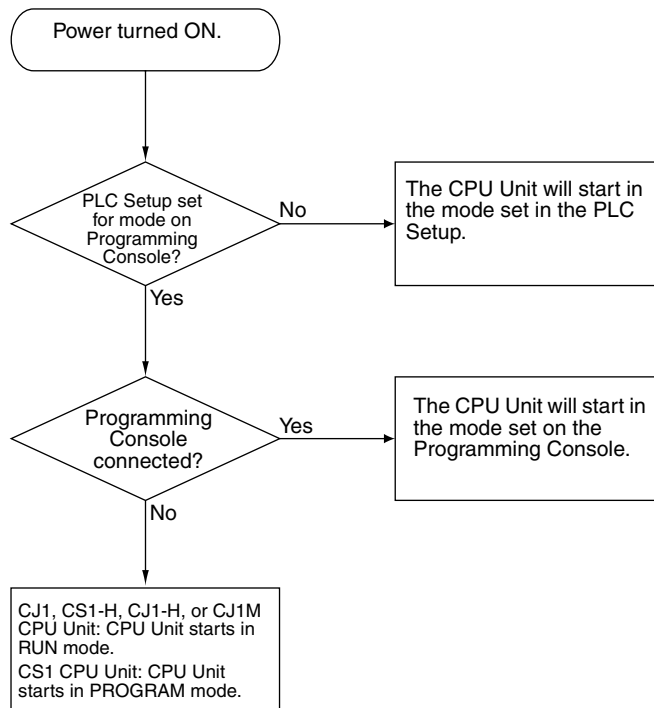 Power turned ON.
PLC Setup set
for mode on
Programming
Console?
No
The CPU Unit will start in
the mode set in the PLC
Setup.
Yes
Programming
Console
connected?
Yes
The CPU Unit will start in
the mode set on the
Programming Console.
No
CJ1, CS1-H, CJ1-H, or CJ1M
CPU Unit: CPU Unit starts in
RUN mode.
CS1 CPU Unit: CPU Unit
starts in PROGRAM mode.